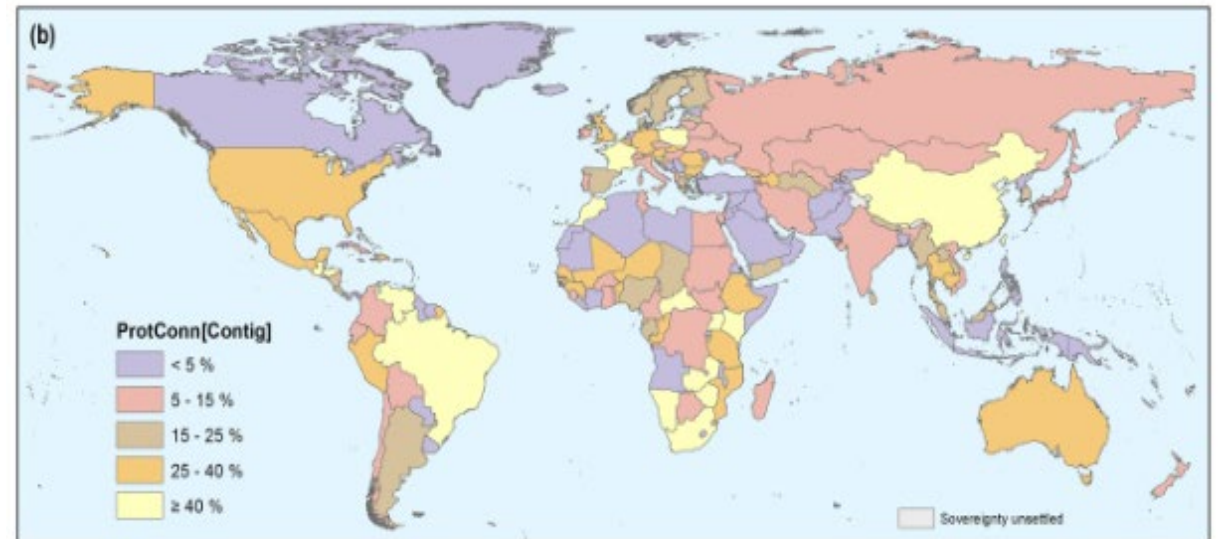 (b)
ProtConn[Contig]
< 5 %
5 - 15 %
15 - 25 %
25 - 40 %
≥ 40 %
Sovereignty unsettled